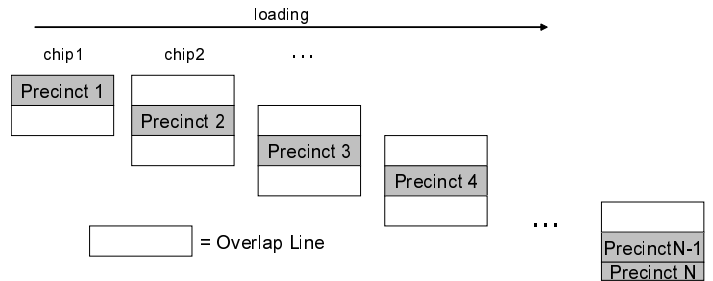 loading
chip1 chip2 ...
Precinct 1
Precinct 2
Precinct 3
Precinct 4
...
PrecinctN-1
Precinct N
= Overlap Line